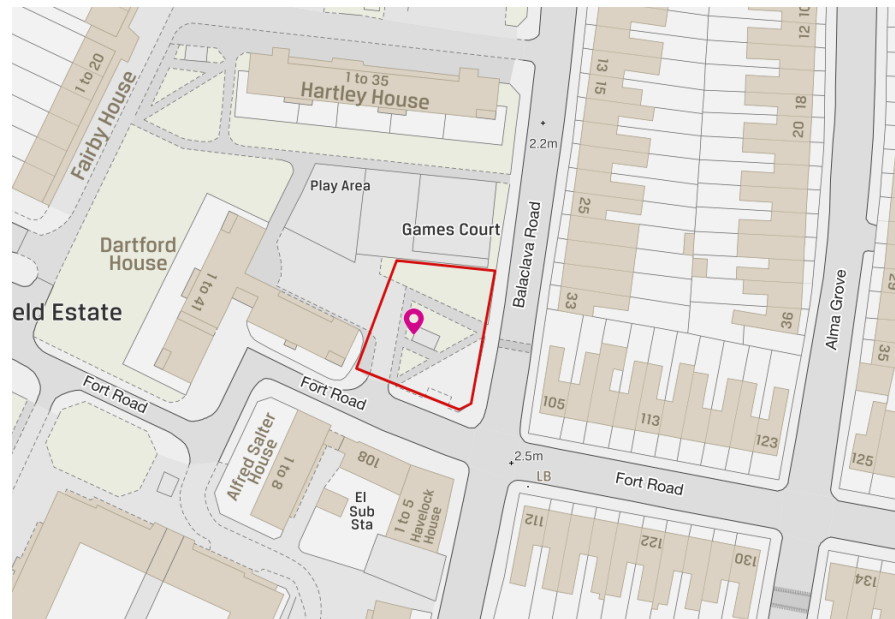 1 to 20
Fairby House
1 to 35
Hartley House
2.2m
Play Area
Games Court
Balaclava Road
Dartford
House
1 to 41
eld Estate
Fort Road
Fort Road
Alfred Salter
House
1 to 8
108
El
Sub
Sta
1 to 5
Havelock
House
2.5m
LB
Fort Road
13
15
25
33
12
18
20
36
Alma Grove
35
105
113
123
125
112
122
130
134